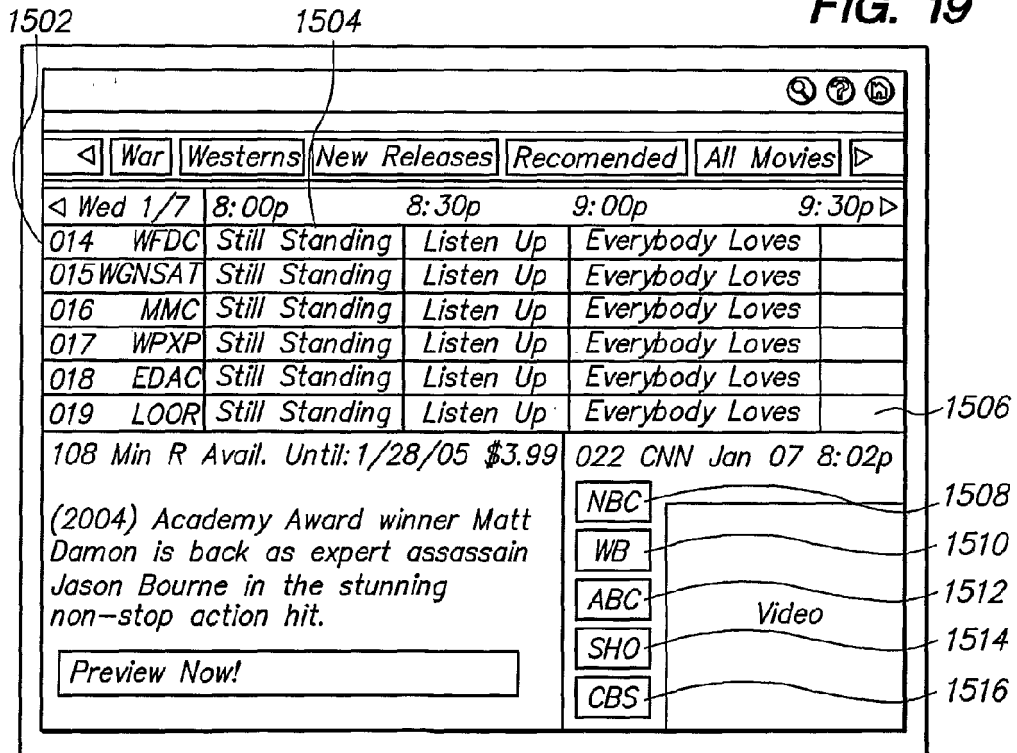 FIG. 19
1502 1504
War Westerns New Releases Recomended All Movies
Wed 1/7 8:00p 8:30p 9:00p 9:30p
014 WFDC Still Standing Listen Up Everybody Loves
015 WGNSAT Still Standing Listen Up Everybody Loves
016 MMC Still Standing Listen Up Everybody Loves
017 WPXP Still Standing Listen Up Everybody Loves
018 EDAC Still Standing Listen Up Everybody Loves
019 LOOR Still Standing Listen Up Everybody Loves
1506
108 Min R Avail. Until: 1/28/05 $3.99
(2004) Academy Award winner Matt
Damon is back as expert assassain
Jason Bourne in the stunning
non-stop action hit.
Preview Now!
022 CNN Jan 07 8:02p
NBC 1508
WB 1510
ABC 1512
Video
SHO 1514
CBS 1516
?